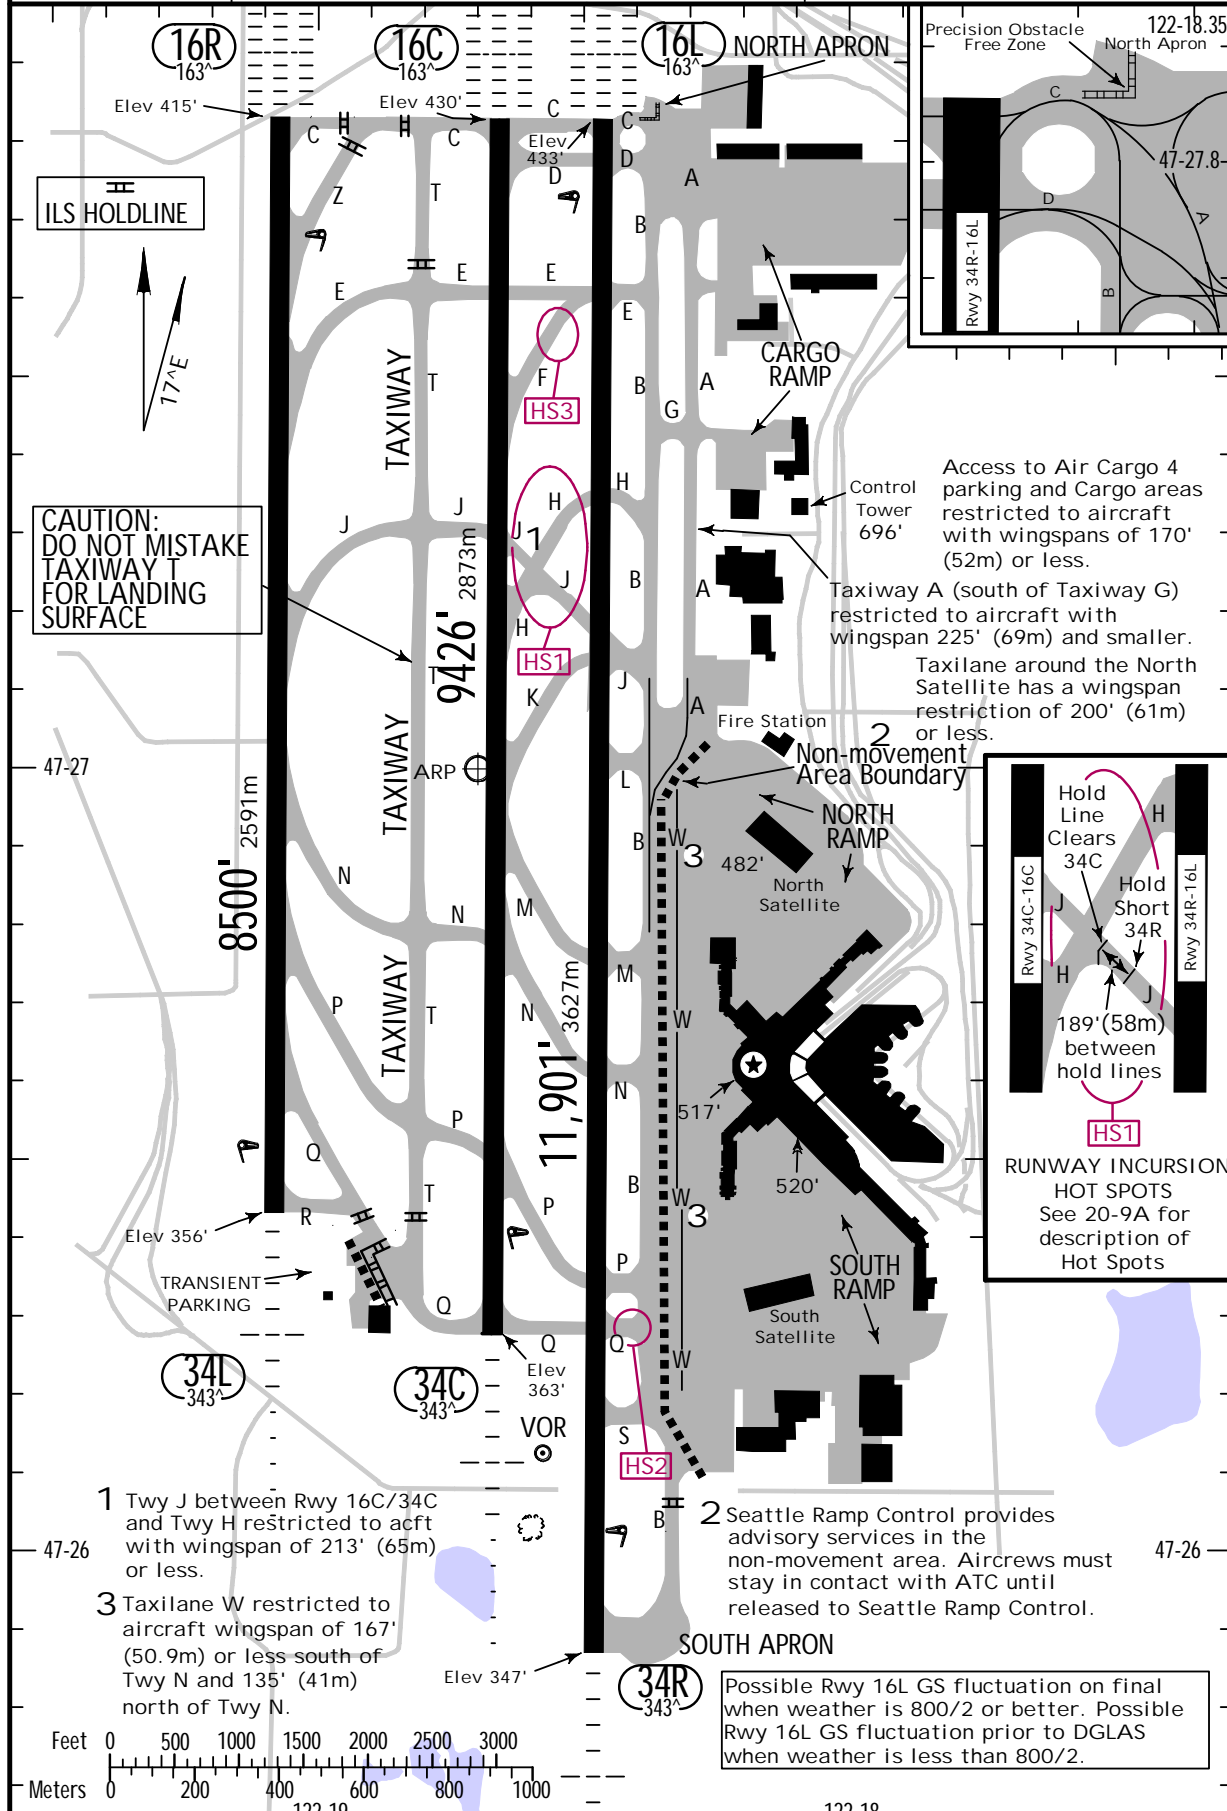 16R
163^
16C
163^
16L
163^
NORTH APRON
Precision Obstacle
Free Zone
122-18.35
North Apron
C
D
B
A
47-27.8
Rwy 34R-16L
Elev 415'
Elev 430'
Elev
433'
C
C
C
C
D
D
A
ILS HOLDLINE
Z
T
B
E
E
E
E
17^E
CARGO
RAMP
TAXIWAY
T
F
B
A
G
HS3
CAUTION:
DO NOT MISTAKE
TAXIWAY T
FOR LANDING
SURFACE
Control
Tower
696'
Access to Air Cargo 4
parking and Cargo areas
restricted to aircraft
with wingspans of 170'
(52m) or less.
J
J
J
1
H
H
J
H
B
A
HS1
9426' 2873m
Taxiway A (south of Taxiway G)
restricted to aircraft with
wingspan 225' (69m) and smaller.
Taxilane around the North
Satellite has a wingspan
restriction of 200' (61m)
or less.
T
K
J
A
Fire Station
2
Non-movement
Area Boundary
47-27
TAXIWAY
ARP
L
NORTH
RAMP
8500' 2591m
B
W
3
482'
North
Satellite
N
N
M
M
Hold
Line
Clears
34C
H
Rwy 34C-16C
Hold
Short
34R
Rwy 34R-16L
J
H
J
189'(58m)
between
hold lines
HS1
RUNWAY INCURSION
HOT SPOTS
See 20-9A for
description of
Hot Spots
P
TAXIWAY
T
N
W
11,901' 3627m
N
517'
P
Q
T
P
B
W
3
520'
R
Elev 356'
P
SOUTH
RAMP
TRANSIENT
PARKING
Q
Q
Q
South
Satellite
W
34L
343^
34C
343^
Elev
363'
VOR
S
HS2
B
1 Twy J between Rwy 16C/34C
and Twy H restricted to acft
with wingspan of 213' (65m)
or less.
2 Seattle Ramp Control provides
advisory services in the
non-movement area. Aircrews must
stay in contact with ATC until
released to Seattle Ramp Control.
47-26
47-26
3 Taxilane W restricted to
aircraft wingspan of 167'
(50.9m) or less south of
Twy N and 135' (41m)
north of Twy N.
SOUTH APRON
Elev 347'
34R
343^
Possible Rwy 16L GS fluctuation on final
when weather is 800/2 or better. Possible
Rwy 16L GS fluctuation prior to DGLAS
when weather is less than 800/2.
Feet 0 500 1000 1500 2000 2500 3000
Meters 0 200 400 600 800 1000
122-19
122-18